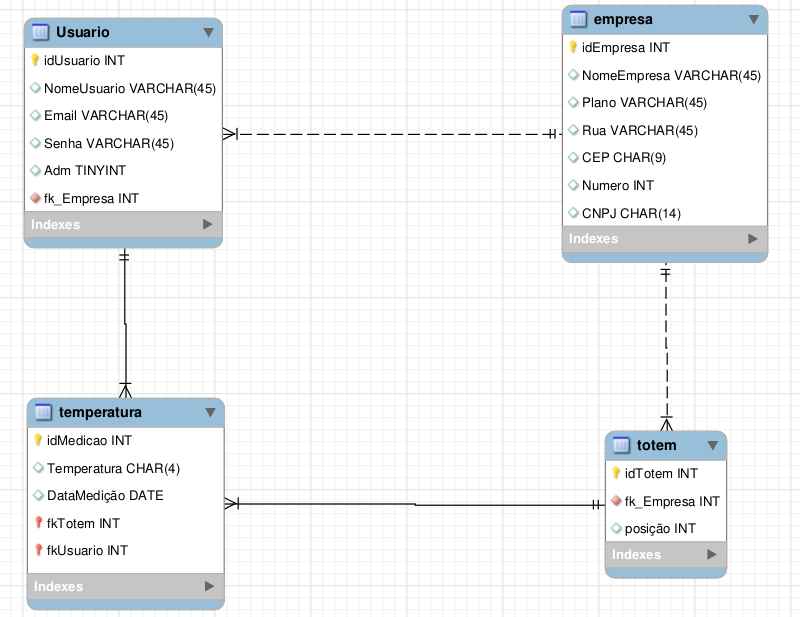 Usuario
idUsuario INT
NomeUsuario VARCHAR(45)
Email VARCHAR(45)
Senha VARCHAR(45)
Adm TINYINT
fk_Empresa INT
Indexes
empresa
idEmpresa INT
NomeEmpresa VARCHAR(45)
Plano VARCHAR(45)
Rua VARCHAR(45)
CEP CHAR(9)
Numero INT
CNPJ CHAR(14)
Indexes
temperatura
idMedicao INT
Temperatura CHAR(4)
DataMedição DATE
fkTotem INT
fkUsuario INT
Indexes
totem
idTotem INT
fk_Empresa INT
posição INT
Indexes